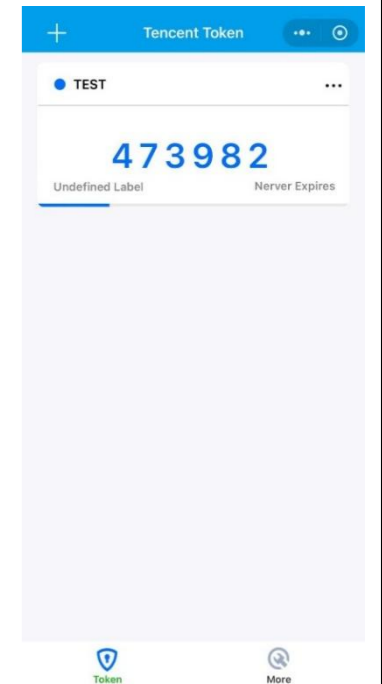 Tencent Token
TEST
473982
Undefined Label Nerver Expires
Token More